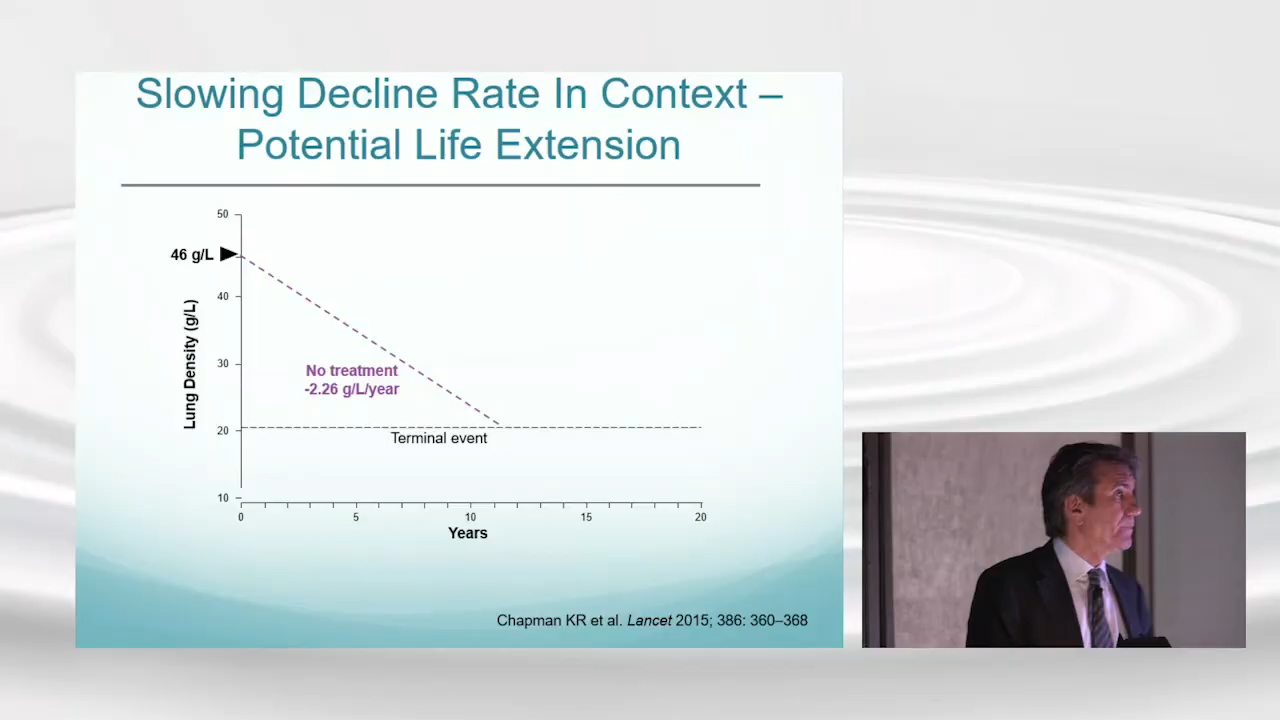 Slowing Decline Rate In Context –
Potential Life Extension
50
46 g/L
40
Lung Density (g/L)
30
No treatment
-2.26 g/L/year
20
Terminal event
10
0 5 10 15 20
Years
Chapman KR et al. Lancet 2015; 386: 360–368